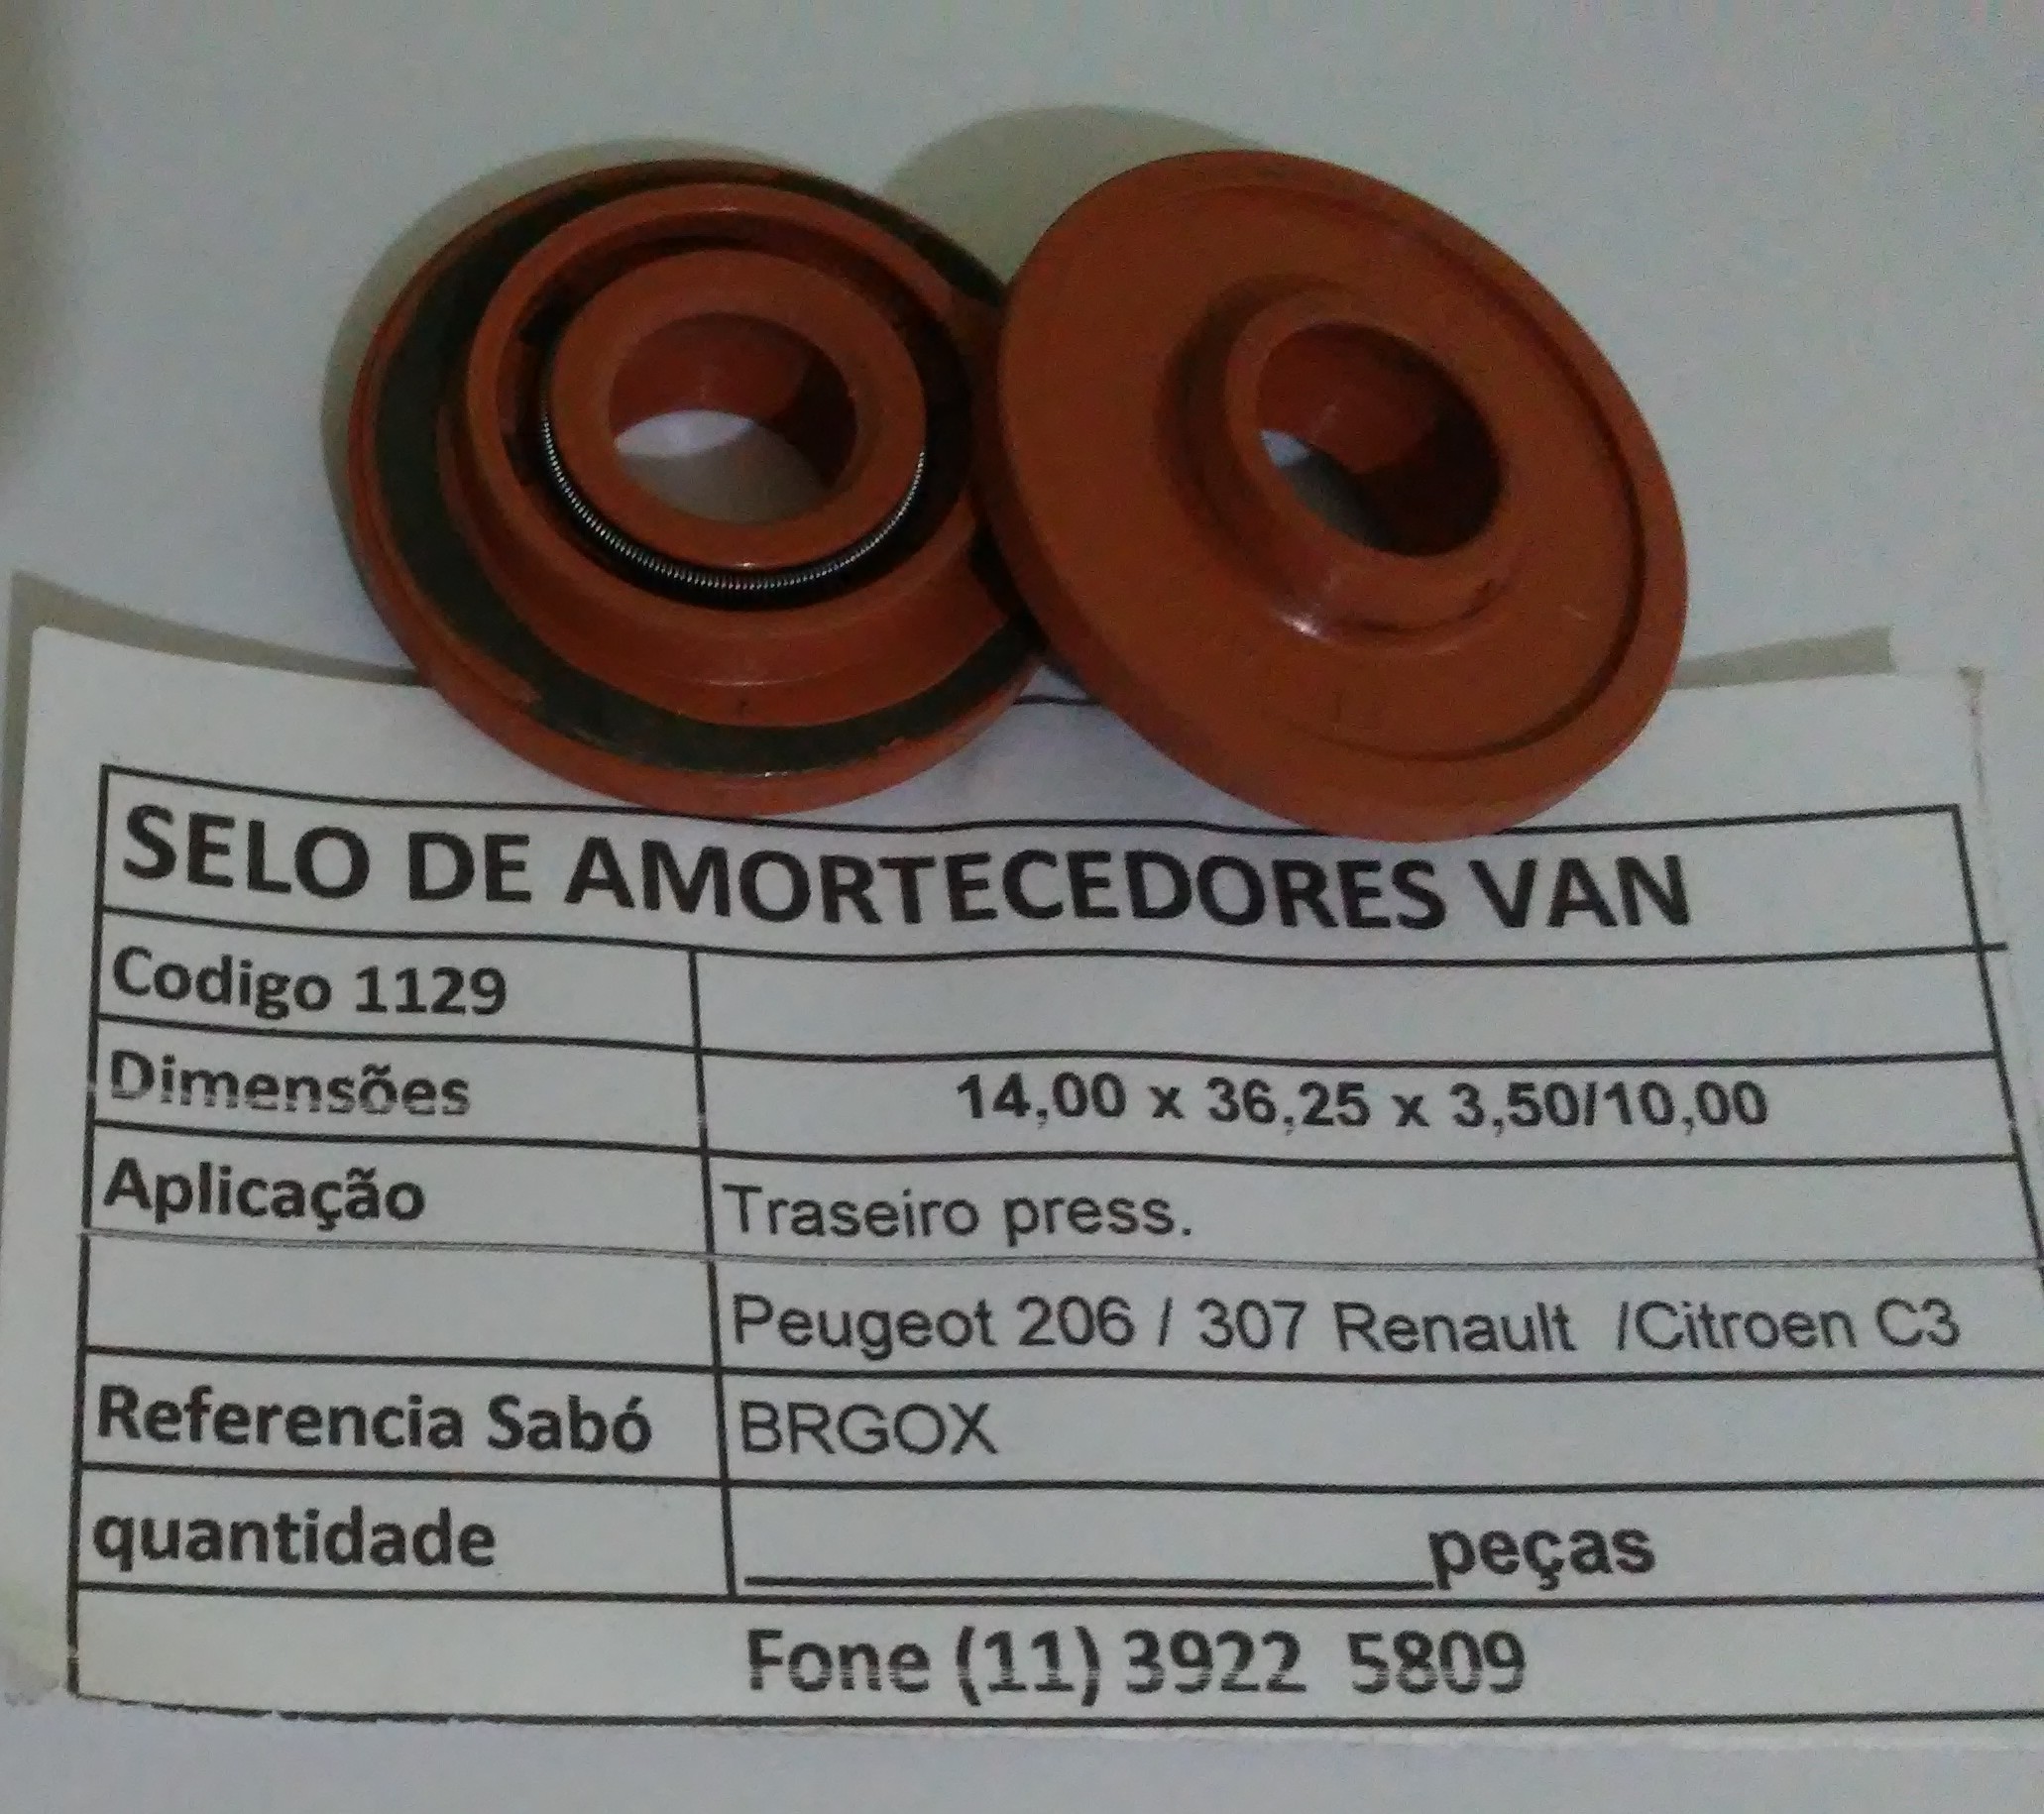 SELO DE AMORTECEDORES VAN
Codigo 1129
Dimensões 14,00 x 36,25 x 3,50/10,00
Aplicação Traseiro press.
Peugeot 206 / 307 Renault /Citroen C3
Referencia Sabó BRGOX
quantidade ____________________peças
Fone (11) 3922 5809